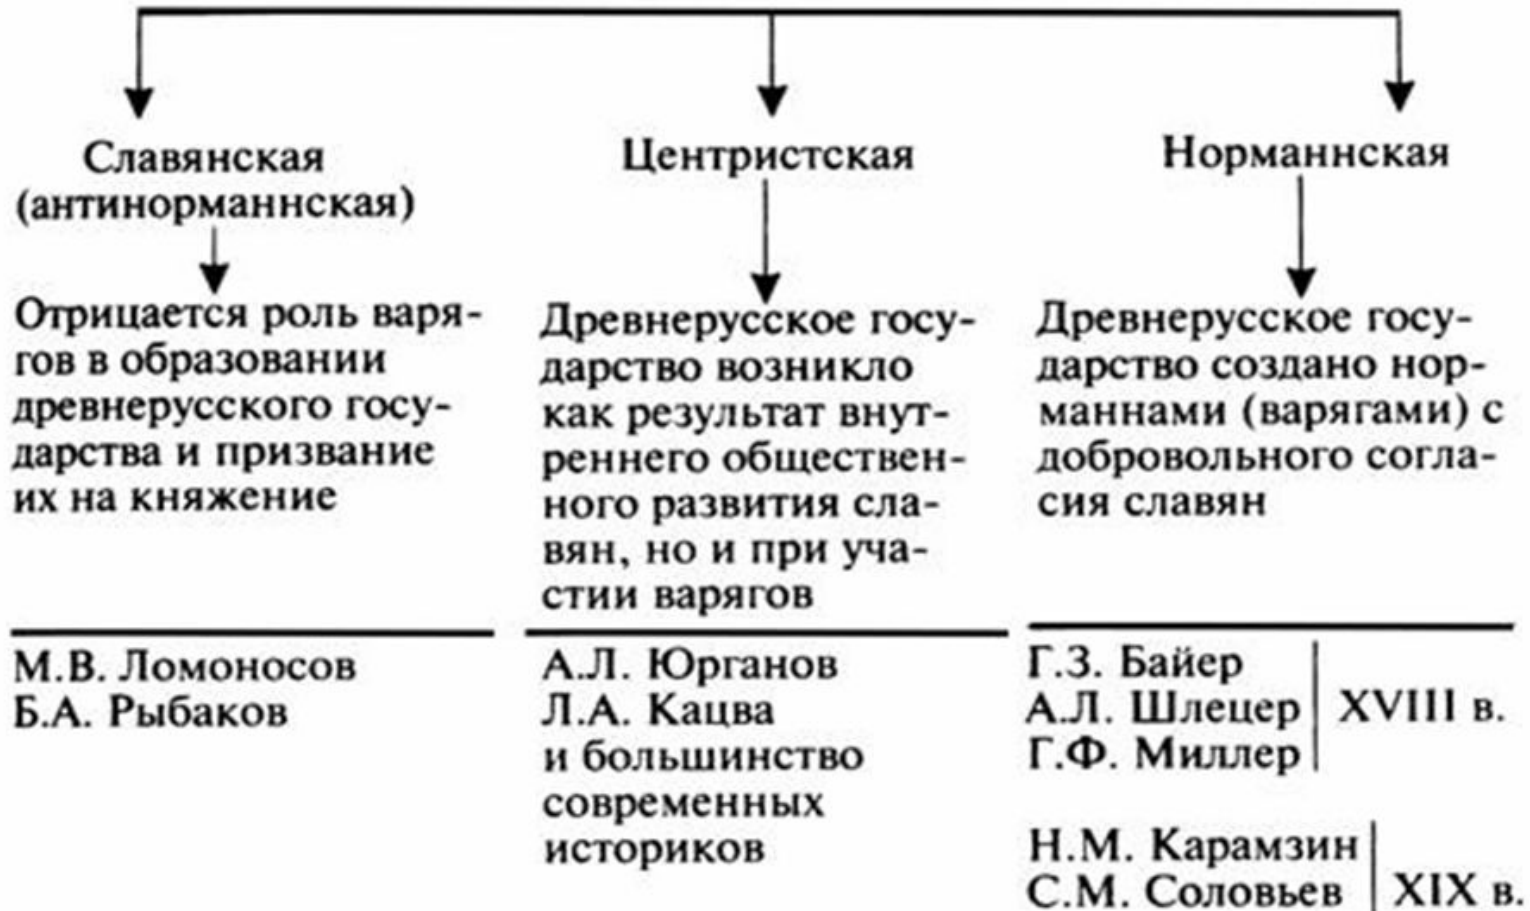 Славянская
(антинорманнская)
Отрицается роль варя-
гов в образовании
древнерусского госу-
дарства и призвание
их на княжение
М.В. Ломоносов
Б.А. Рыбаков
Центристская
Древнерусское госу-
дарство возникло
как результат внут-
реннего обществен-
ного развития сла-
вян, но и при уча-
стии варягов
А.Л. Юрганов
Л.А. Кацва
и большинство
современных
историков
Норманнская
Древнерусское госу-
дарство создано нор-
маннами (варягами) с
добровольного согла-
сия славян
Г.З. Байер
А.Л. Шлецер XVIII в.
Г.Ф. Миллер
Н.М. Карамзин
С.М. Соловьев XIX в.